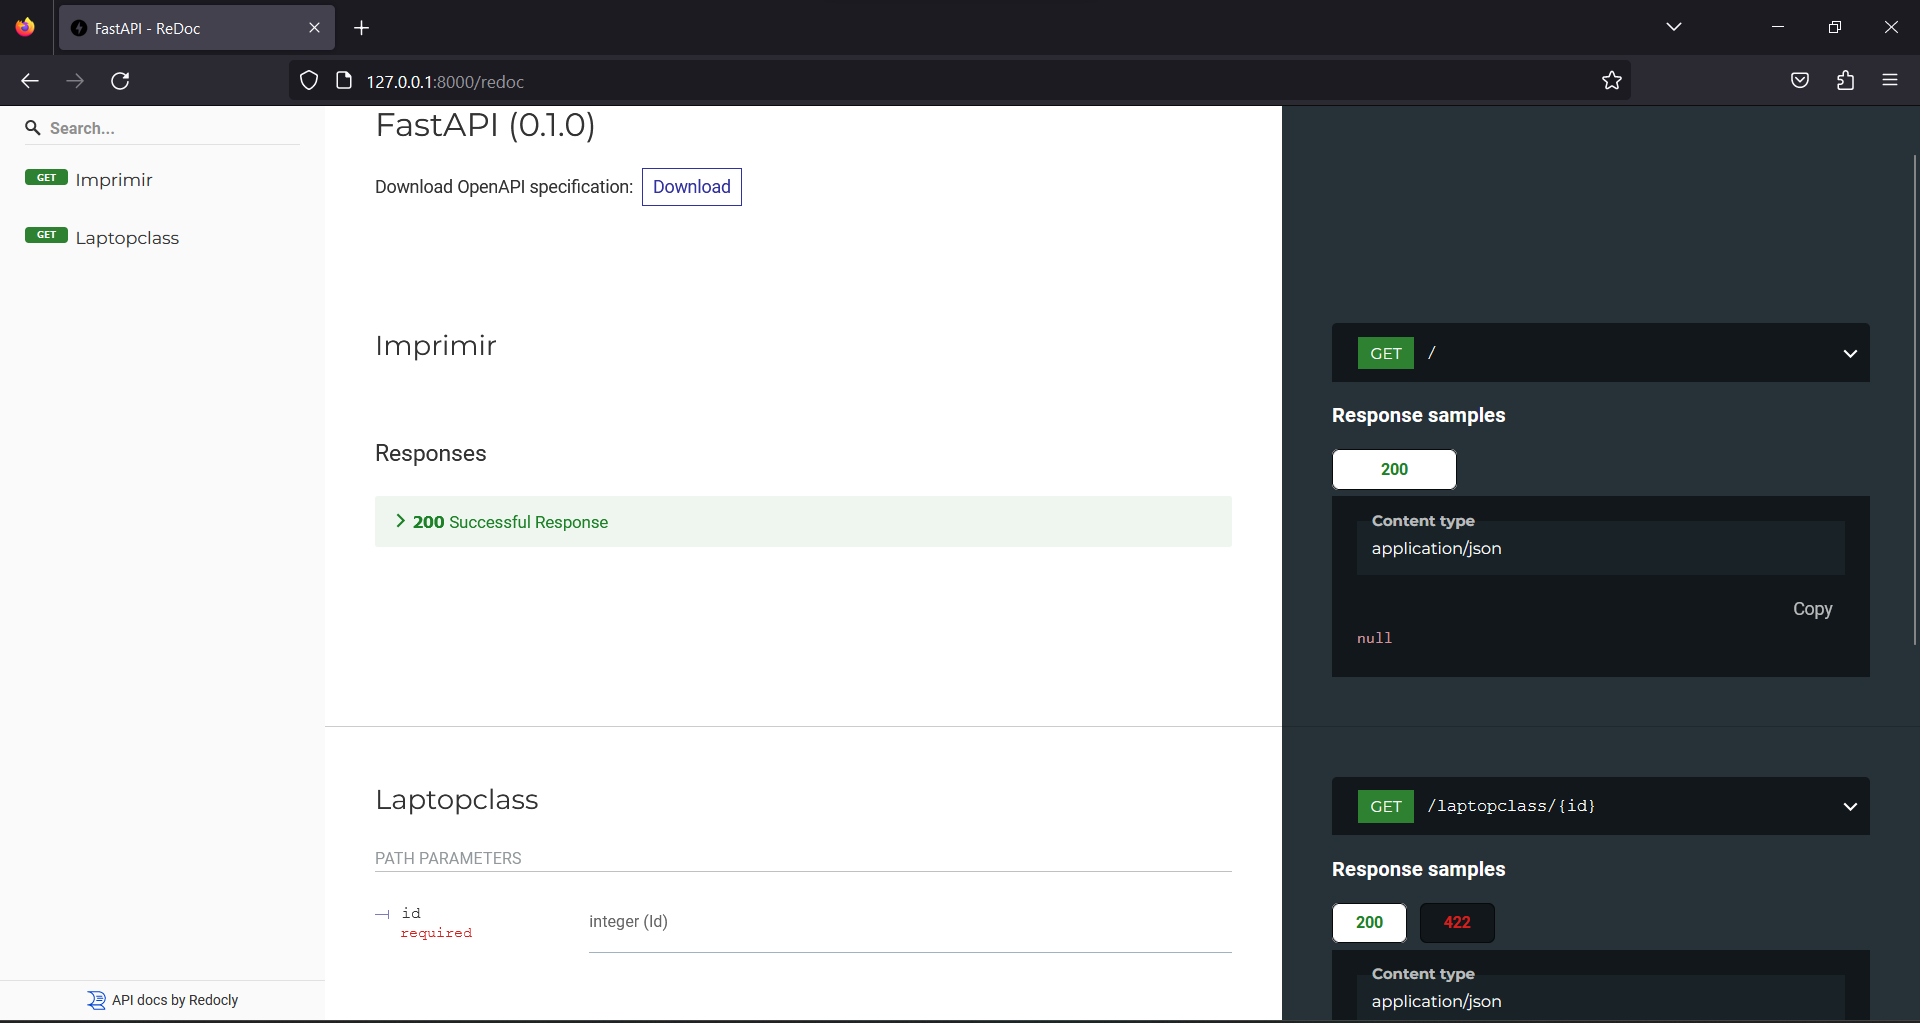 FastAPI - ReDoc
127.0.0.1:8000/redoc
Search...
GET Imprimir
GET Laptopclass
API docs by Redocly
FastAPI (0.1.0)
Download OpenAPI specification: Download
Imprimir
Responses
200 Successful Response
Laptopclass
PATH PARAMETERS
id
required
integer (Id)
GET /
Response samples
200
Content type
application/json
Copy
null
GET /laptopclass/{id}
Response samples
200 422
Content type
application/json